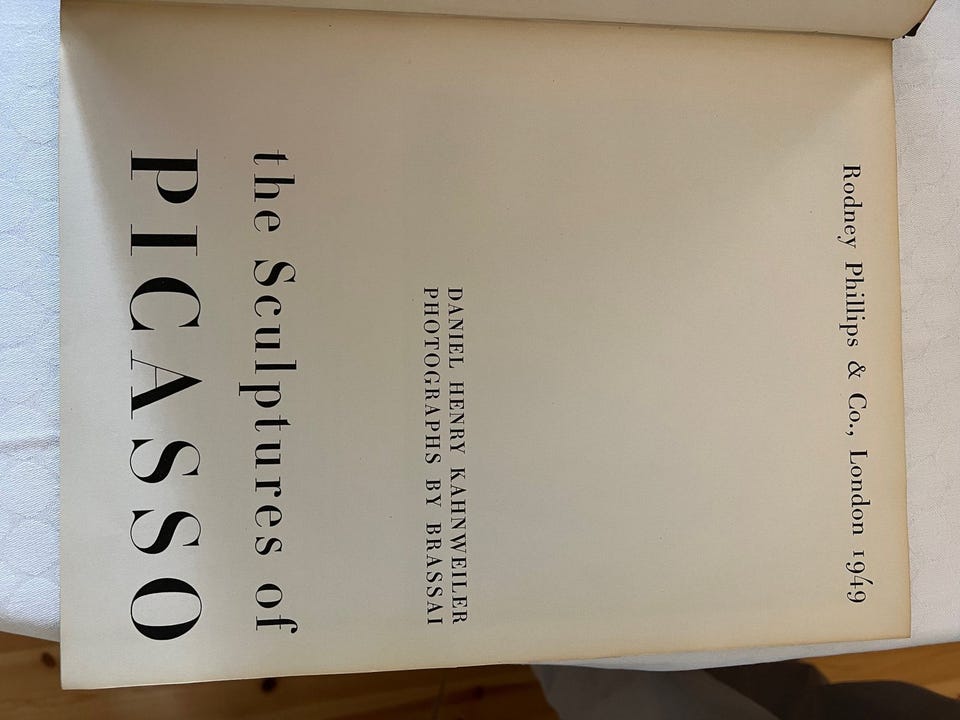 Rodney Phillips & Co., London 1949
DANIEL HENRY KAHNWEILER
PHOTOGRAPHS BY BRASSAI
the Sculptures of
PICASSO